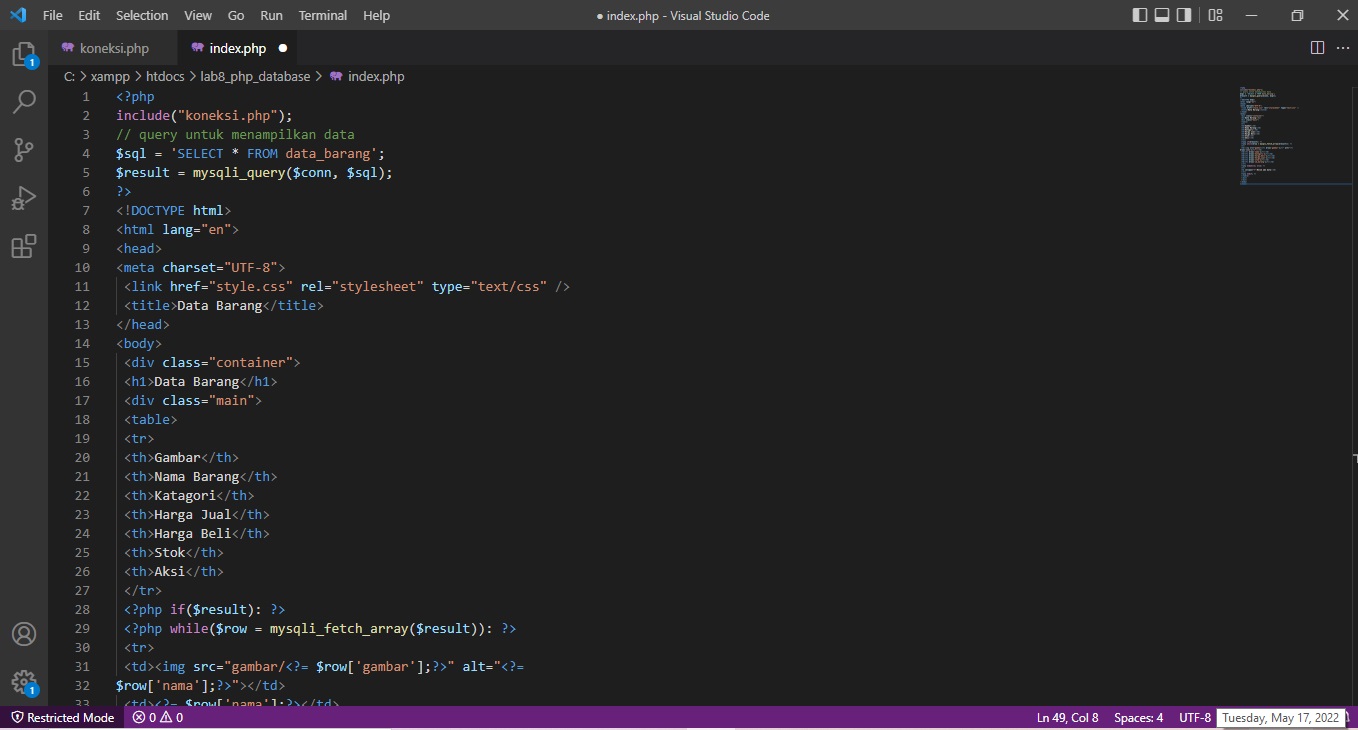 File Edit Selection View Go Run Terminal Help ● index.php - Visual Studio Code
koneksi.php index.php ●
C: > xampp > htdocs > lab8_php_database > index.php
1 <?php
2 include("koneksi.php");
3 // query untuk menampilkan data
4 $sql = 'SELECT * FROM data_barang';
5 $result = mysqli_query($conn, $sql);
6 ?>
7 <!DOCTYPE html>
8 <html lang="en">
9 <head>
10 <meta charset="UTF-8">
11 <link href="style.css" rel="stylesheet" type="text/css" />
12 <title>Data Barang</title>
13 </head>
14 <body>
15 <div class="container">
16 <h1>Data Barang</h1>
17 <div class="main">
18 <table>
19 <tr>
20 <th>Gambar</th>
21 <th>Nama Barang</th>
22 <th>Katagori</th>
23 <th>Harga Jual</th>
24 <th>Harga Beli</th>
25 <th>Stok</th>
26 <th>Aksi</th>
27 </tr>
28 <?php if($result): ?>
29 <?php while($row = mysqli_fetch_array($result)): ?>
30 <tr>
31 <td><img src="gambar/<?= $row['gambar'];?>" alt="<?=
32 $row['nama'];?>"></td>
33 <td><?= $row['nama'];?></td>
1
1
Restricted Mode 0 0 Ln 49, Col 8 Spaces: 4 UTF-8 Tuesday, May 17, 2022